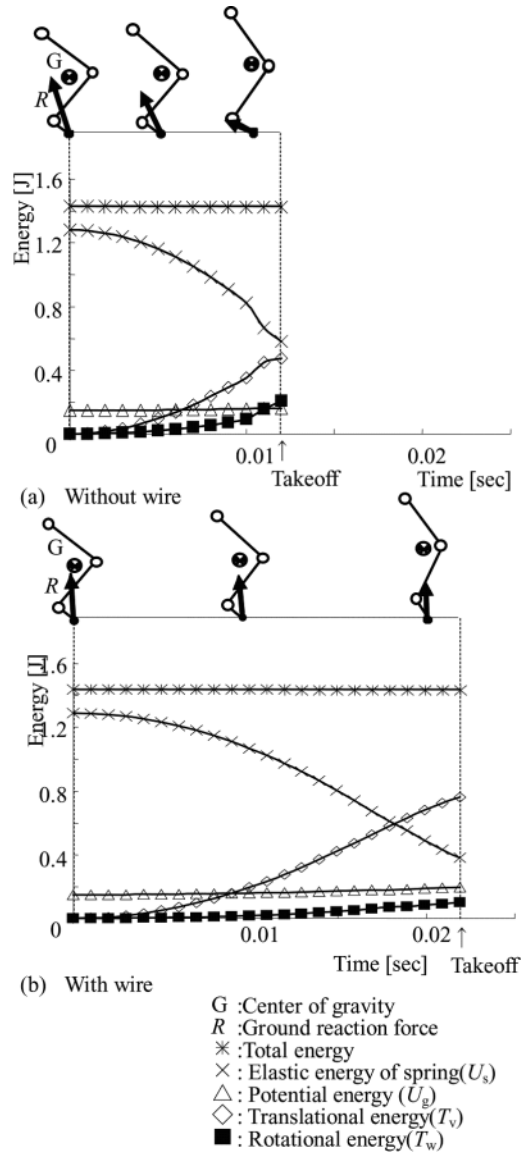 G
R
Energy [J]
1.6
1.2
0.8
0.4
0
0.01
0.02
↑
Takeoff
Time [sec]
(a) Without wire
G
R
Energy [J]
1.6
1.2
0.8
0.4
0
0.01
0.02
↑
Time [sec]
Takeoff
(b) With wire
G :Center of gravity
R :Ground reaction force
:Total energy
: Elastic energy of spring(Us)
: Potential energy (Ug)
: Translational energy(Tv)
: Rotational energy(Tw)